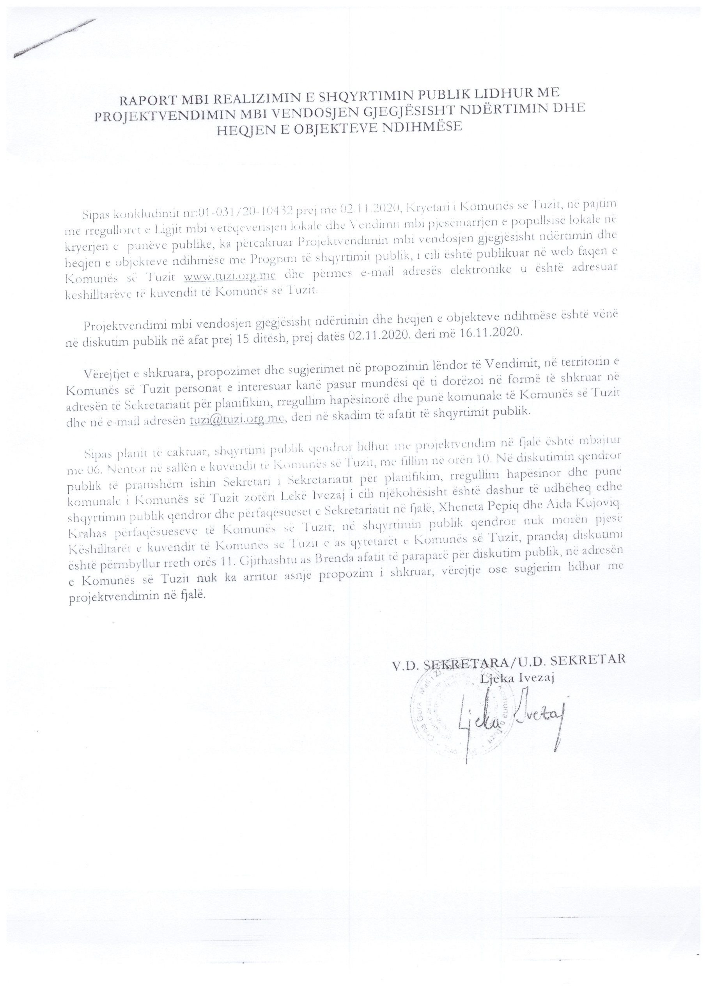 RAPORT MBI REALIZIMIN E SHQYRTIMIN PUBLIK LIDHUR ME
PROJEKTVENDIMIN MBI VENDOSJEN GJEGJËSISHT NDËRTIMIN DHE
HEQJEN E OBJEKTEVE NDIHMËSE
Sipas konkludimit nr:01-031/20-10432 prej me 02.11.2020, Kryetari i Komunës së Tuzit, në pajtim
me rregulloret e Ligjit mbi vetëqeverisjen lokale dhe Vendimit mbi pjesëmarrjen e popullsisë lokale në
kryerjen e punëve publike, ka përcaktuar Projektvendimin mbi vendosjen gjegjësisht ndërtimin dhe
heqjen e objekteve ndihmëse me Program të shqyrtimit publik, i cili është publikuar në web faqen e
Komunës së Tuzit www.tuzi.org.me dhe përmes e-mail adresës elektronike u është adresuar
këshilltarëve të kuvendit të Komunës së Tuzit.
Projektvendimi mbi vendosjen gjegjësisht ndërtimin dhe heqjen e objekteve ndihmëse është vënë
në diskutim publik në afat prej 15 ditësh, prej datës 02.11.2020. deri më 16.11.2020.
Vërejtjet e shkruara, propozimet dhe sugjerimet në propozimin lëndor të Vendimit, në territorin e
Komunës së Tuzit personat e interesuar kanë pasur mundësi që ti dorëzoi në formë të shkruar në
adresën të Sekretariatit për planifikim, rregullim hapësinorë dhe punë komunale të Komunës së Tuzit
dhe në e-mail adresën tuzi@tuzi.org.me, deri në skadim të afatit të shqyrtimit publik.
Sipas planit të caktuar, shqyrtimi publik qendror lidhur me projektvendim në fjalë është mbajtur
me 06. Nëntor në sallën e kuvendit të Komunës së Tuzit, me fillim në orën 10. Në diskutimin qendror
publik të pranishëm ishin Sekretari i Sekretariatit për planifikim, rregullim hapësinor dhe punë
komunale i Komunës së Tuzit zotëri Lekë Ivezaj i cili njëkohësisht është dashur të udhëheq edhe
shqyrtimin publik qendror dhe përfaqësueset e Sekretariatit në fjalë, Xheneta Pepiq dhe Aida Kujoviq.
Krahas përfaqësueseve të Komunës së Tuzit, në shqyrtimin publik qendror nuk morën pjesë
Këshilltarët e kuvendit të Komunës se Tuzit e as qytetarët e Komunës së Tuzit, prandaj diskutimi
është përmbyllur rreth orës 11. Gjithashtu as Brenda afatit të paraparë për diskutim publik, në adresën
e Komunës së Tuzit nuk ka arritur asnjë propozim i shkruar, vërejtje ose sugjerim lidhur me
projektvendimin në fjalë.
V.D. SEKRETARA/U.D. SEKRETAR
Ljeka Ivezaj
Ljeka Ivezaj
Crna Gora - Mali i Zi
Komuna e Tuzit